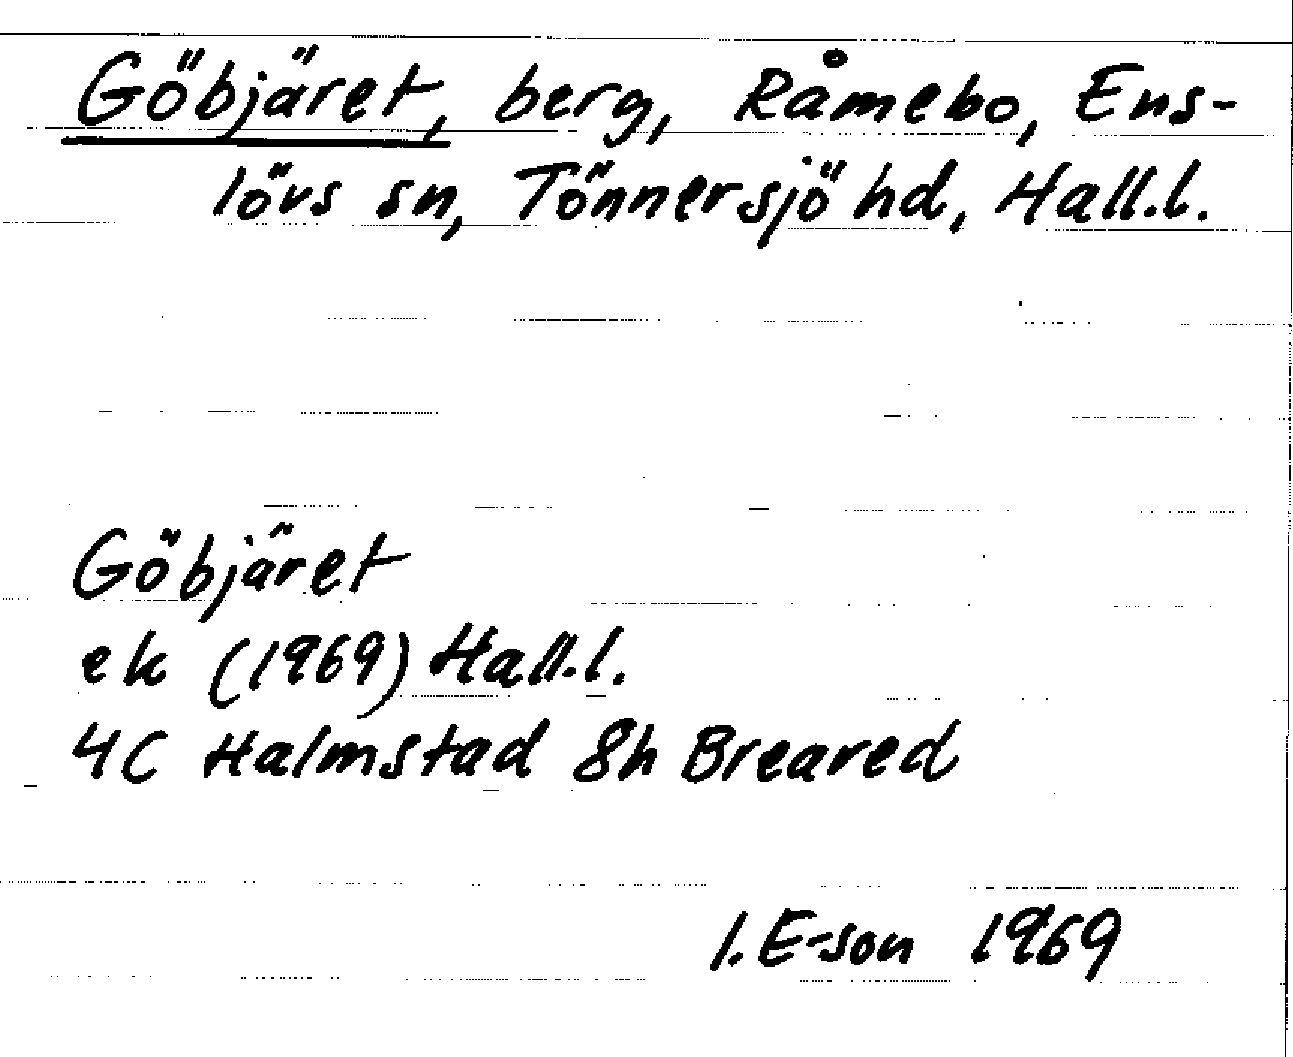 Göbjäret, berg, Råmebo, Ens-
lövs sn, Tönnersjö hd, Hall.l.
Göbjäret
ek (1969) Hall.l.
4C Halmstad 8h Breared
I. E-son 1969